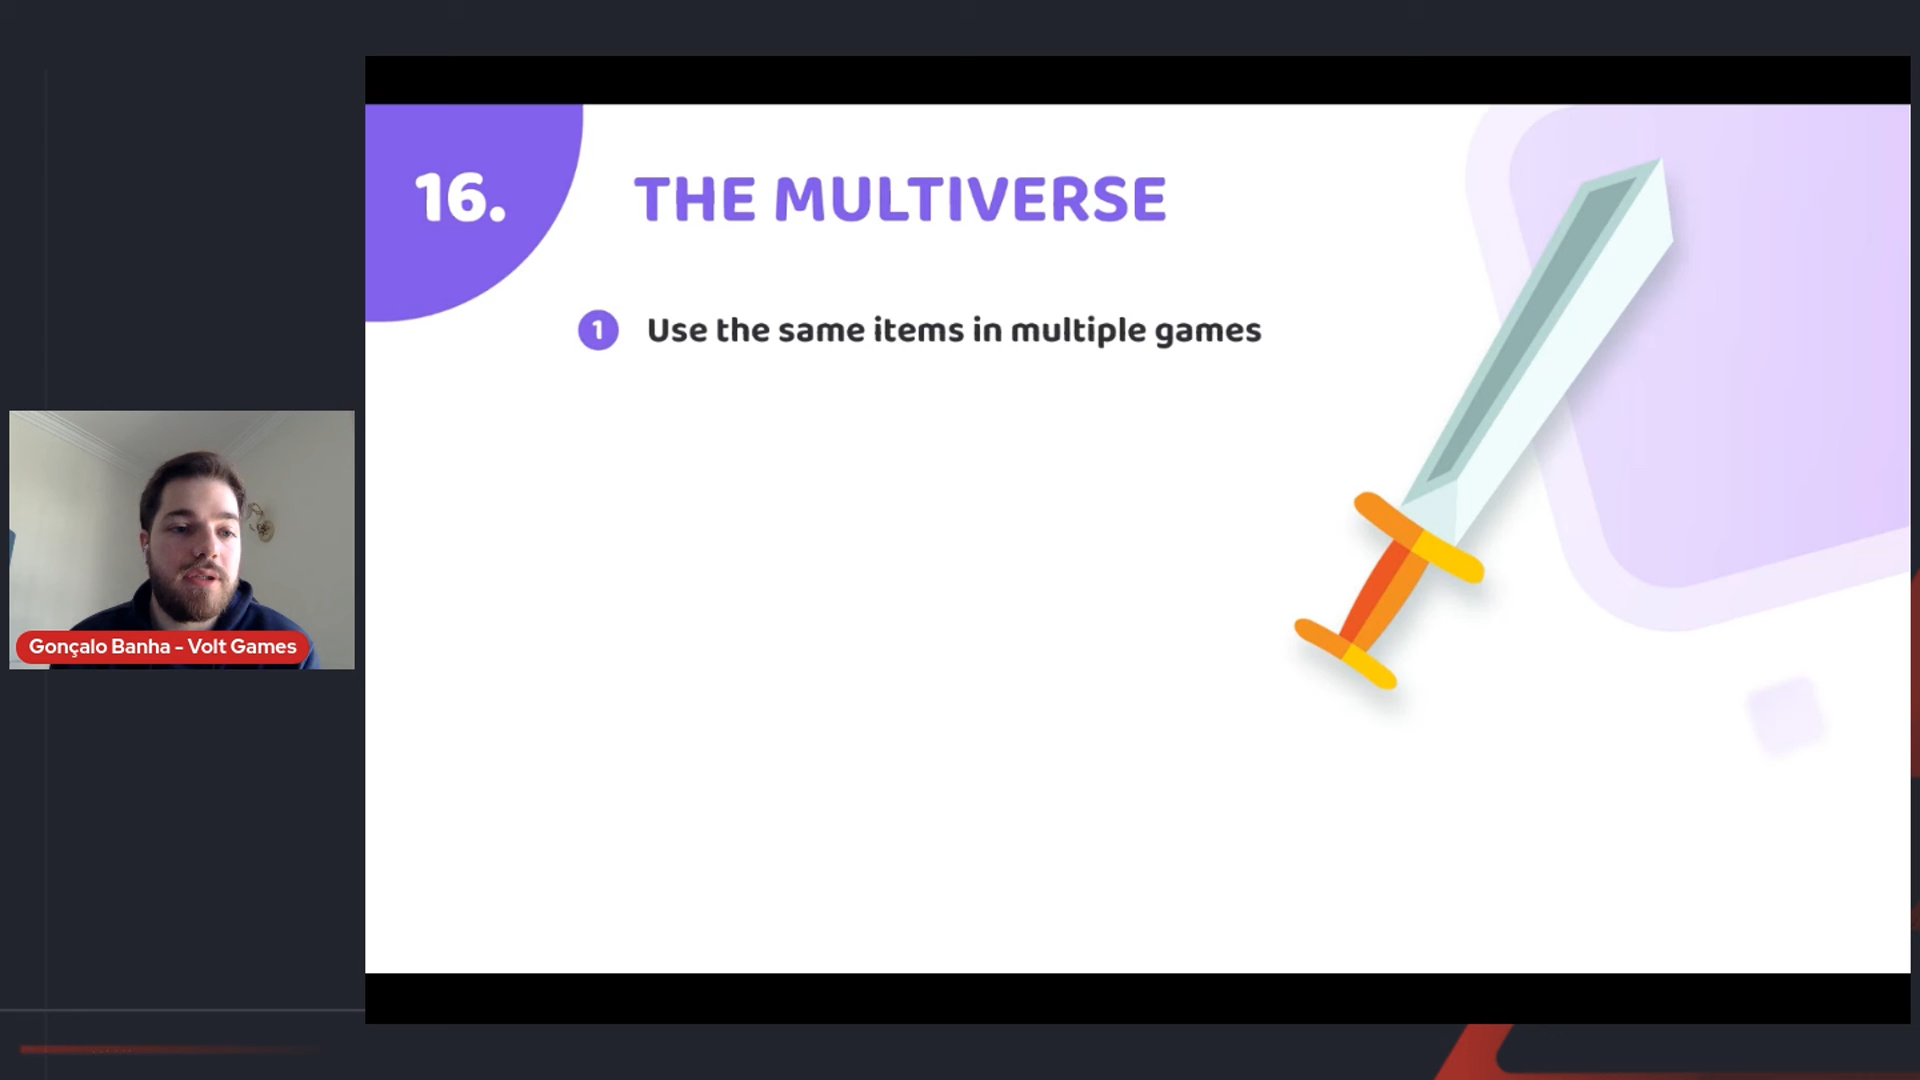 16.
THE MULTIVERSE
1 Use the same items in multiple games
Gonçalo Banha - Volt Games